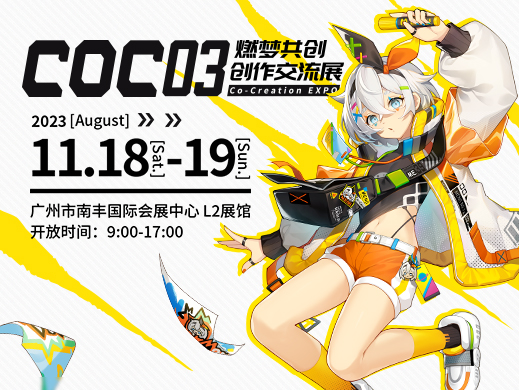 COC03
燃梦共创
创作交流展
Co-Creation EXPO
2023 [August]
11.18[Sat.]-19[Sun.]
广州市南丰国际会展中心 L2展馆
开放时间：9:00-17:00